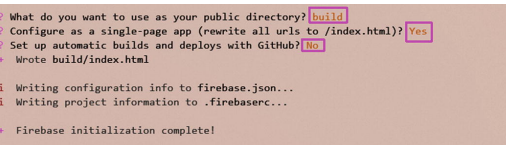 ? What do you want to use as your public directory? build
? Configure as a single-page app (rewrite all urls to /index.html)? Yes
? Set up automatic builds and deploys with GitHub? No
+  Wrote build/index.html
i  Writing configuration info to firebase.json...
i  Writing project information to .firebaserc...
+  Firebase initialization complete!